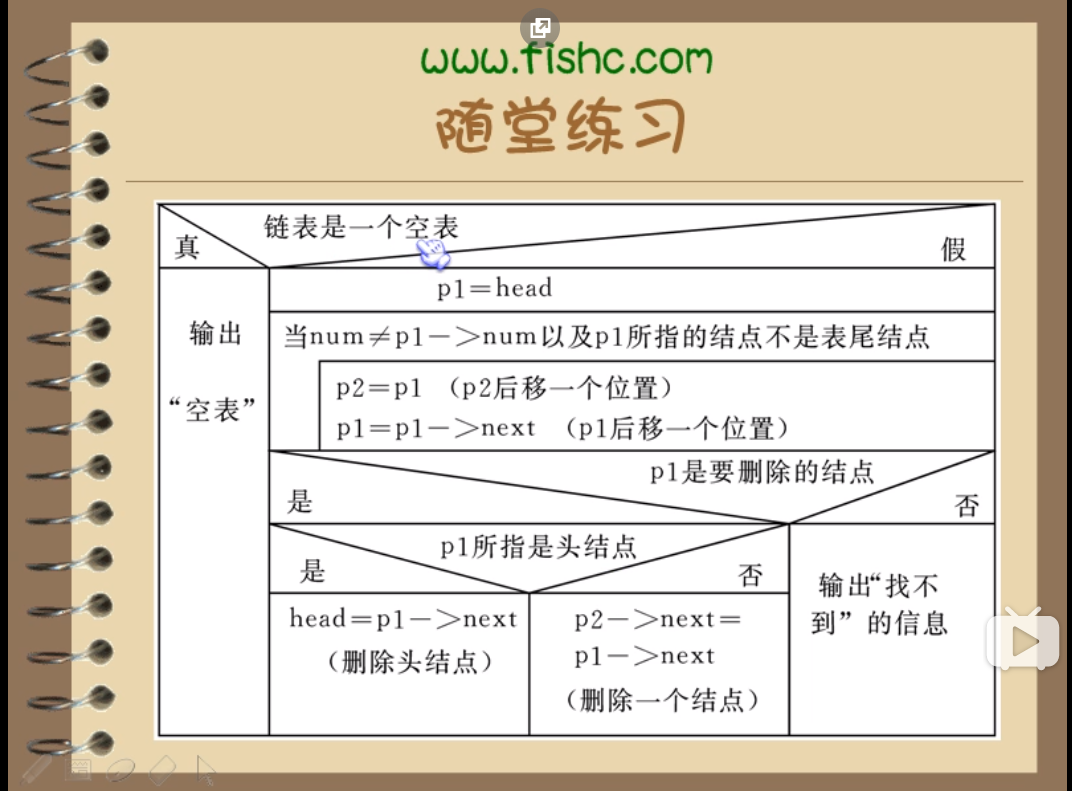 www.fishc.com
随堂练习
链表是一个空表
真
假
p1=head
输出
“空表”
当num≠p1->num以及p1所指的结点不是表尾结点
p2=p1 （p2后移一个位置）
p1=p1->next （p1后移一个位置）
p1是要删除的结点
是
否
p1所指是头结点
是
否
head=p1->next
（删除头结点）
p2->next=
p1->next
（删除一个结点）
输出“找不
到”的信息